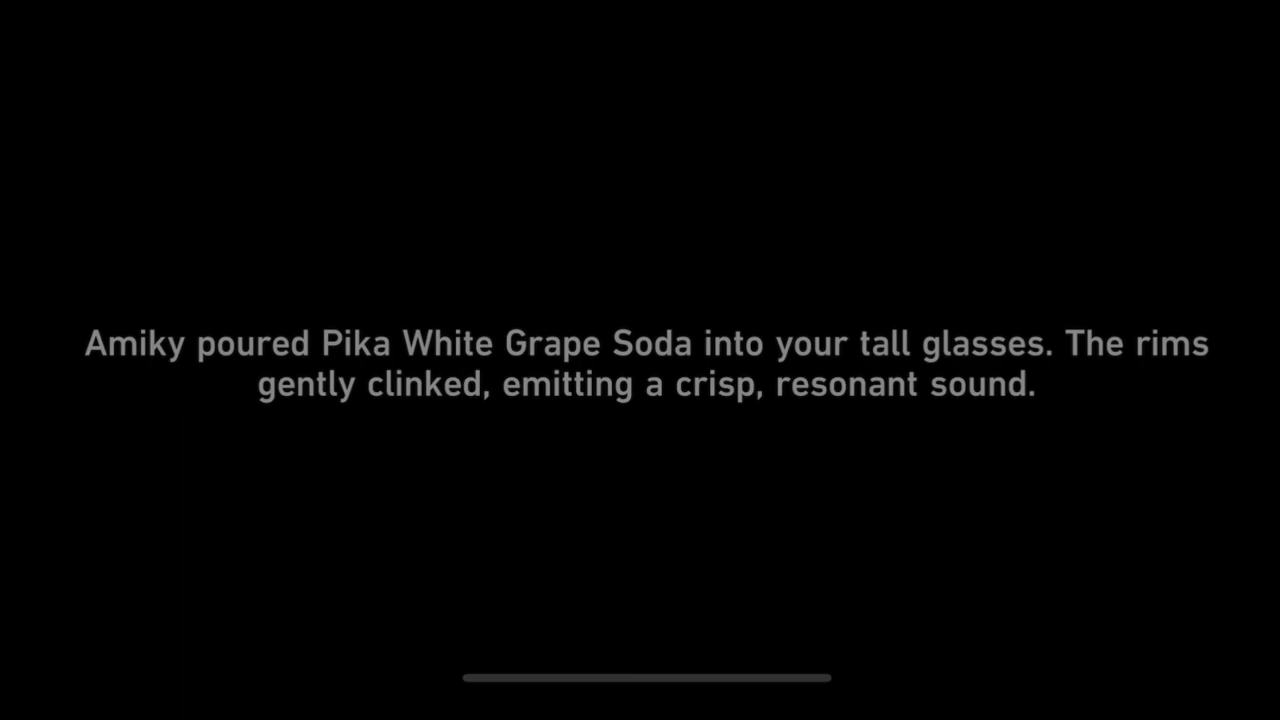 Amiky poured Pika White Grape Soda into your tall glasses. The rims
gently clinked, emitting a crisp, resonant sound.